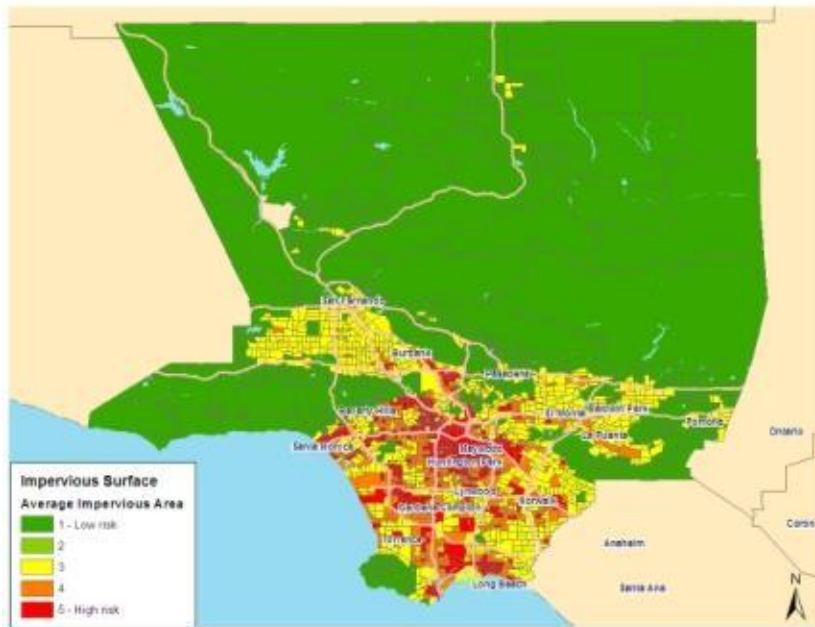 San Fernando
Burbank
Pasadena
Beverly Hills
El Monte
Baldwin Park
Pomona
La Puente
Santa Monica
Maywood
Huntington Park
Lynwood
Norwalk
Compton
Torrance
Long Beach
Ontario
Coron
Anaheim
Santa Ana
N
Impervious Surface
Average Impervious Area
1 - Low risk
2
3
4
5 - High risk